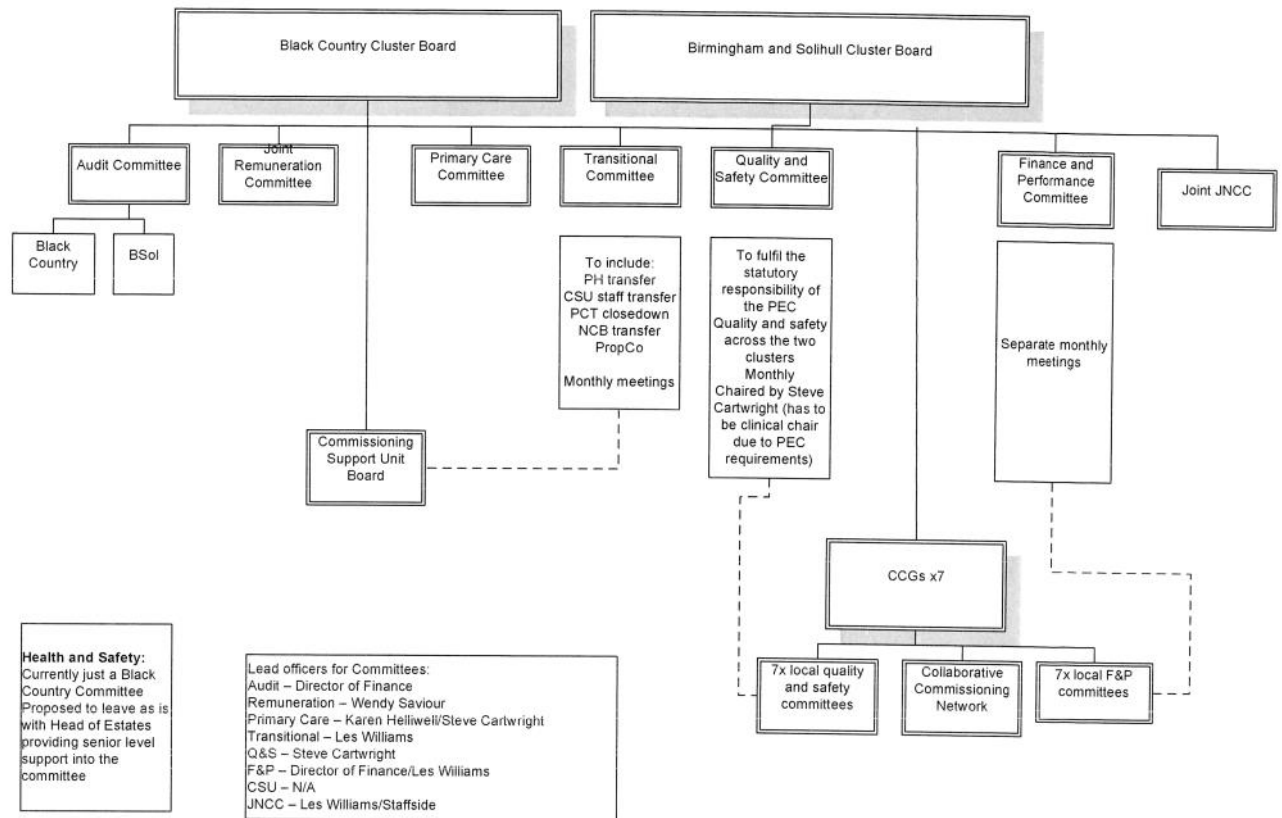 Black Country Cluster Board
Birmingham and Solihull Cluster Board
Audit Committee
Joint
Remuneration
Committee
Primary Care
Committee
Transitional
Committee
Quality and
Safety Committee
Finance and
Performance
Committee
Joint JNCC
Black
Country
BSol
To include:
PH transfer
CSU staff transfer
PCT closedown
NCB transfer
PropCo
Monthly meetings
To fulfil the
statutory
responsibility of
the PEC
Quality and safety
across the two
clusters
Monthly
Chaired by Steve
Cartwright (has to
be clinical chair
due to PEC
requirements)
Separate monthly
meetings
Commissioning
Support Unit
Board
CCGs x7
7x local quality
and safety
committees
Collaborative
Commissioning
Network
7x local F&P
committees
Health and Safety:
Currently just a Black
Country Committee
Proposed to leave as is
with Head of Estates
providing senior level
support into the
committee
Lead officers for Committees:
Audit – Director of Finance
Remuneration – Wendy Saviour
Primary Care – Karen Helliwell/Steve Cartwright
Transitional – Les Williams
Q&S – Steve Cartwright
F&P – Director of Finance/Les Williams
CSU – N/A
JNCC – Les Williams/Staffside